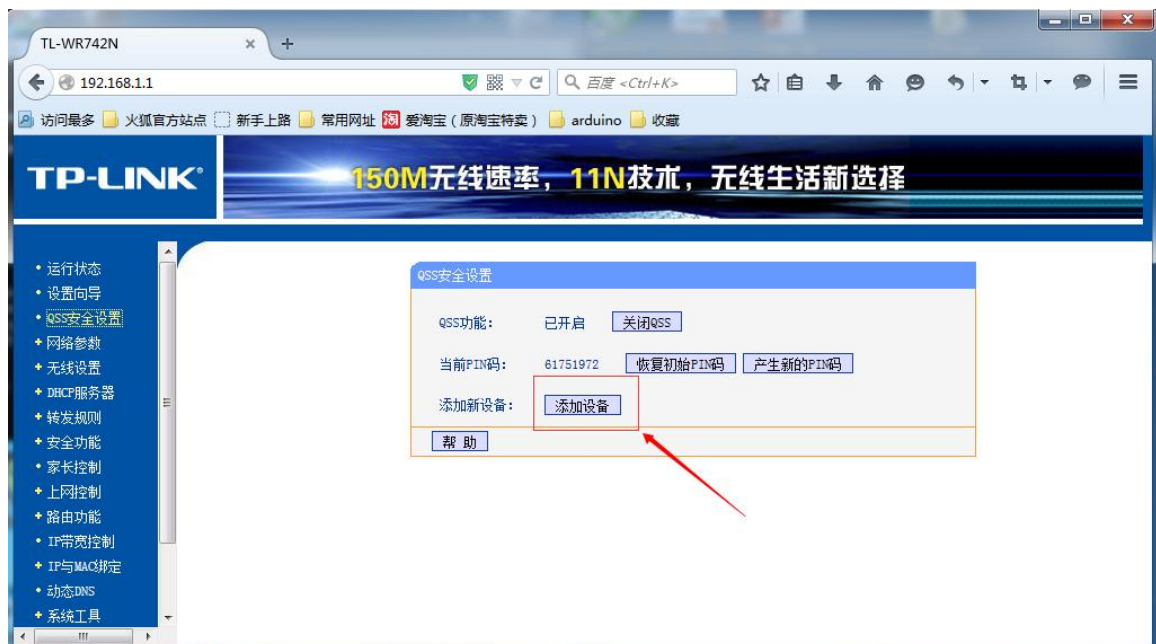 TL-WR742N
192.168.1.1
百度 <Ctrl+K>
访问最多 火狐官方站点 新手上路 常用网址 淘 爱淘宝（原淘宝特卖） arduino 收藏
TP-LINK®
150M无线速率，11N技术，无线生活新选择
运行状态
设置向导
QSS安全设置
网络参数
无线设置
DHCP服务器
转发规则
安全功能
家长控制
上网控制
路由功能
IP带宽控制
IP与MAC绑定
动态DNS
系统工具
QSS安全设置
QSS功能： 已开启 关闭QSS
当前PIN码： 61751972 恢复初始PIN码 产生新的PIN码
添加新设备： 添加设备
帮 助